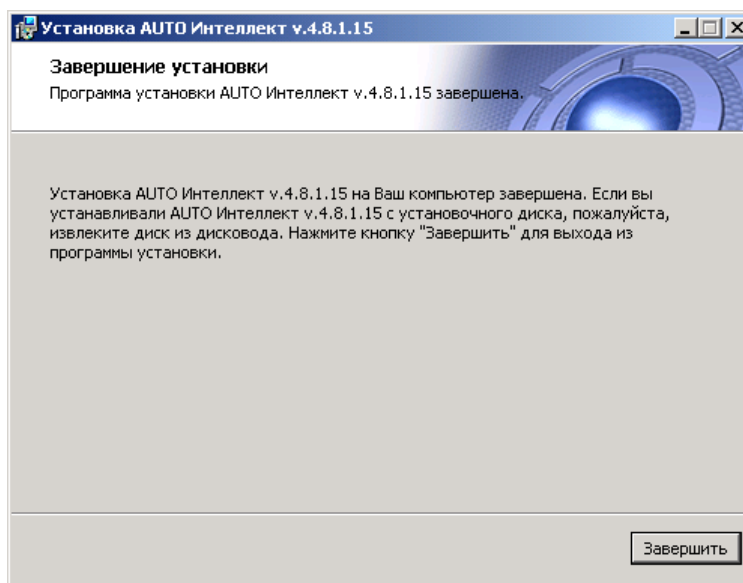 Установка AUTO Интеллект v.4.8.1.15
Завершение установки
Программа установки AUTO Интеллект v.4.8.1.15 завершена.
Установка AUTO Интеллект v.4.8.1.15 на Ваш компьютер завершена. Если вы
устанавливали AUTO Интеллект v.4.8.1.15 с установочного диска, пожалуйста,
извлеките диск из дисковода. Нажмите кнопку "Завершить" для выхода из
программы установки.
Завершить